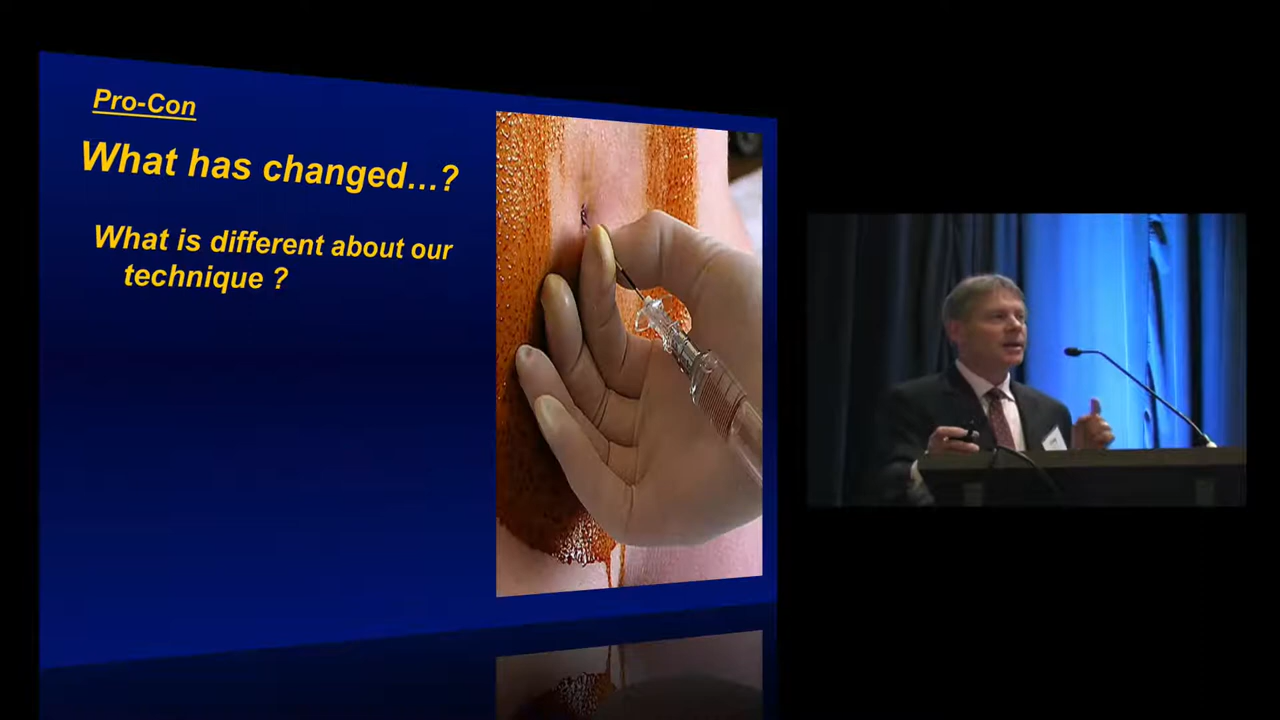 Pro-Con
What has changed...?
What is different about our
technique ?